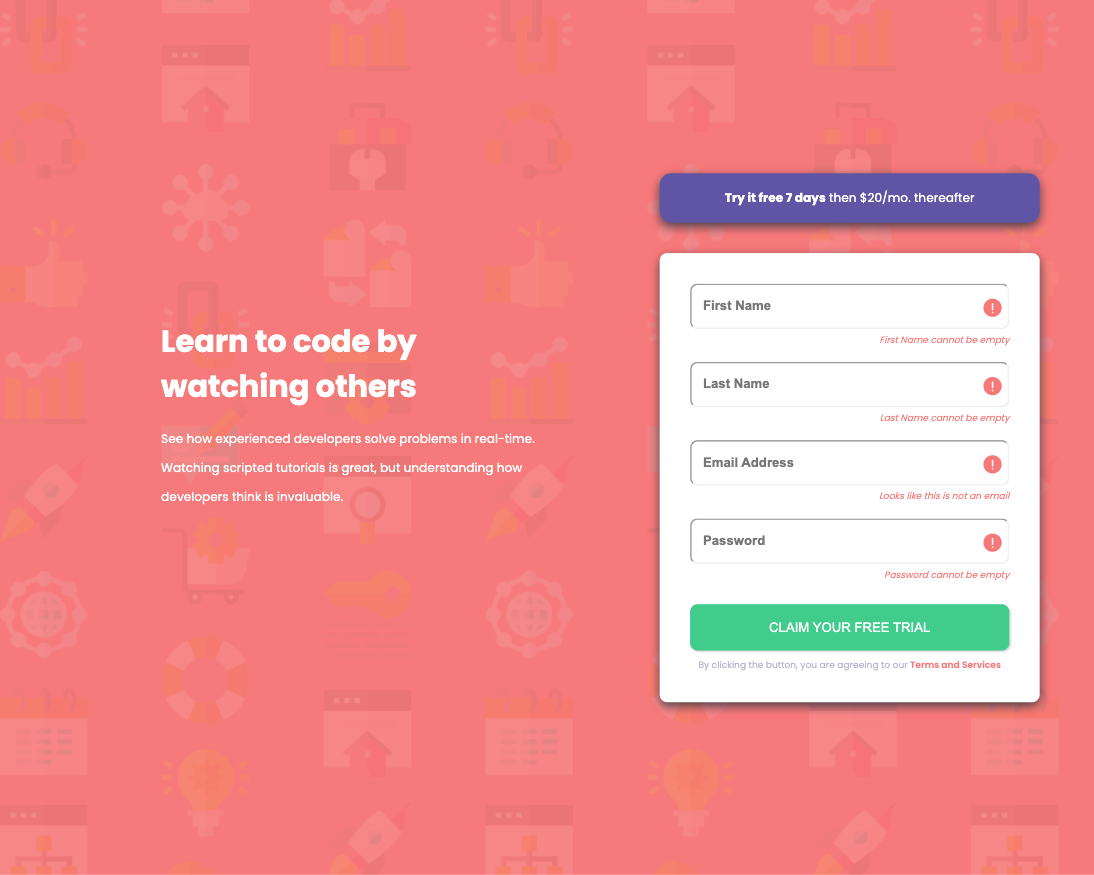 Learn to code by
watching others
See how experienced developers solve problems in real-time.
Watching scripted tutorials is great, but understanding how
developers think is invaluable.
Try it free 7 days then $20/mo. thereafter
First Name
First Name cannot be empty
Last Name
Last Name cannot be empty
Email Address
Looks like this is not an email
Password
Password cannot be empty
CLAIM YOUR FREE TRIAL
By clicking the button, you are agreeing to our Terms and Services